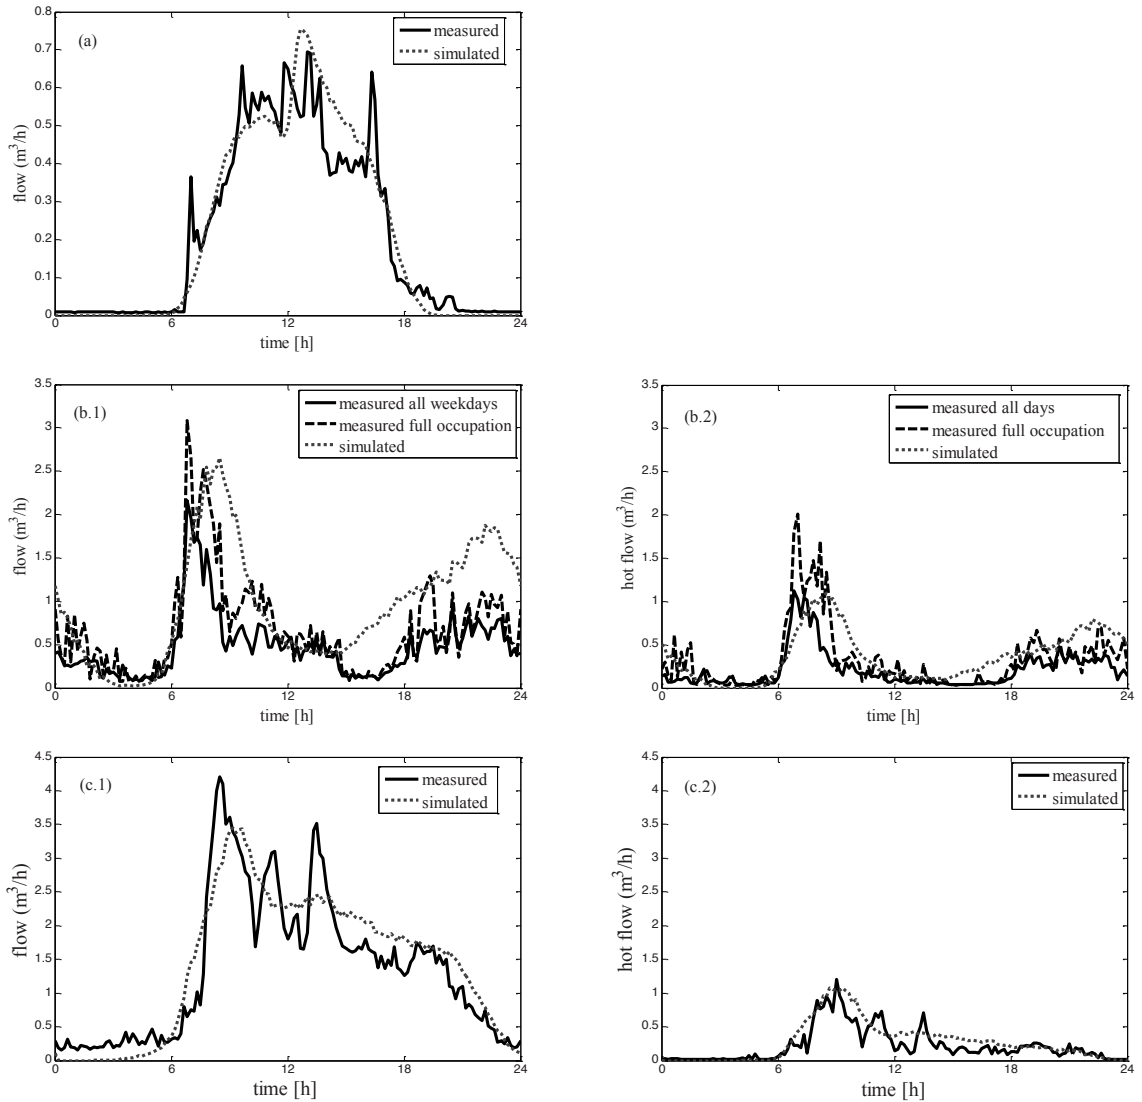 (a)
measured
simulated
flow (m³/h)
0.8
0.7
0.6
0.5
0.4
0.3
0.2
0.1
0
0 6 12 18 24
time [h]
(b.1)
measured all weekdays
measured full occupation
simulated
flow (m³/h)
3.5
3
2.5
2
1.5
1
0.5
0
0 6 12 18 24
time [h]
(b.2)
measured all days
measured full occupation
simulated
hot flow (m³/h)
3.5
3
2.5
2
1.5
1
0.5
0
0 6 12 18 24
time [h]
(c.1)
measured
simulated
flow (m³/h)
4.5
4
3.5
3
2.5
2
1.5
1
0.5
0
0 6 12 18 24
time [h]
(c.2)
measured
simulated
hot flow (m³/h)
4.5
4
3.5
3
2.5
2
1.5
1
0.5
0
0 6 12 18 24
time [h]